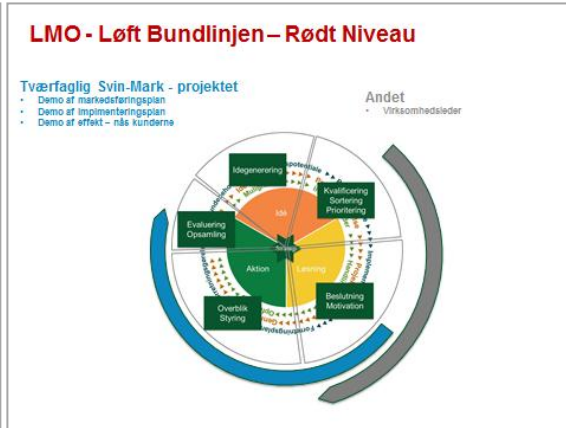 LMO - Løft Bundlinjen – Rødt Niveau
Tværfaglig Svin-Mark - projektet
• Demo af markedsføringsplan
• Demo af implmenteringsplan
• Demo af effekt – nås kunderne
Andet
• Virksomhedsleder
Idegenerering
Kvalificering
Sortering
Prioritering
Idé
Evaluering
Opsamling
Aktion
Løsning
Beslutning
Motivation
Overblik
Styring